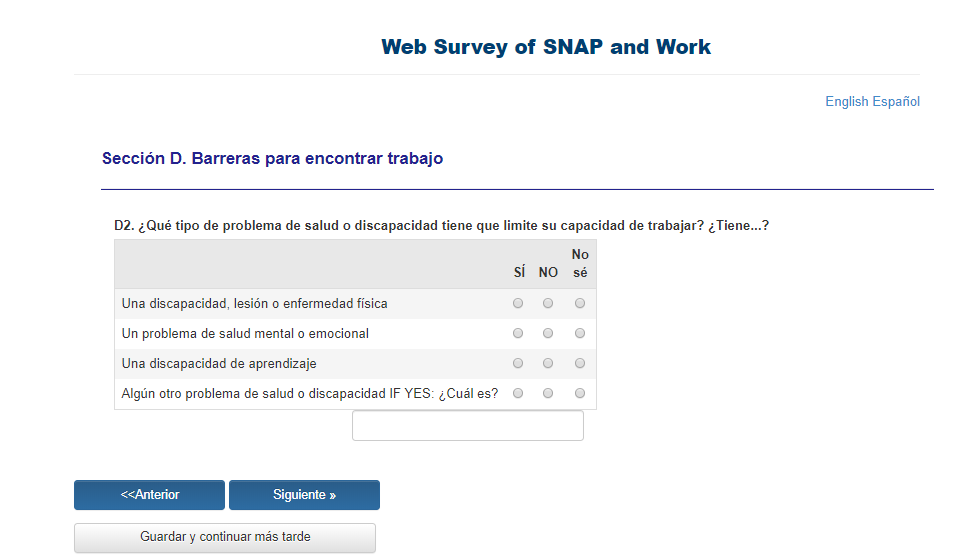 Web Survey of SNAP and Work
English Español
Sección D. Barreras para encontrar trabajo
D2. ¿Qué tipo de problema de salud o discapacidad tiene que limite su capacidad de trabajar? ¿Tiene...?
SÍ NO No sé
Una discapacidad, lesión o enfermedad física
Un problema de salud mental o emocional
Una discapacidad de aprendizaje
Algún otro problema de salud o discapacidad IF YES: ¿Cuál es?
<<Anterior Siguiente »
Guardar y continuar más tarde